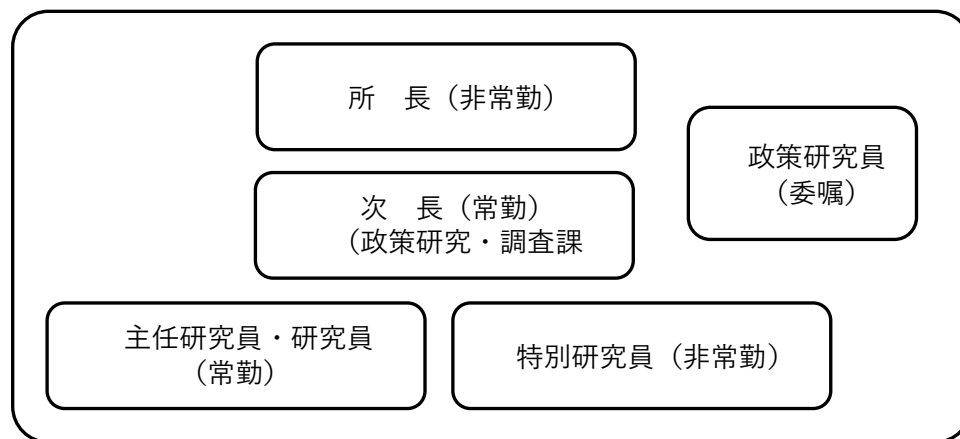 所　長（非常勤）
政策研究員
（委嘱）
次　長（常勤）
（政策研究・調査課
主任研究員・研究員
（常勤）
特別研究員（非常勤）